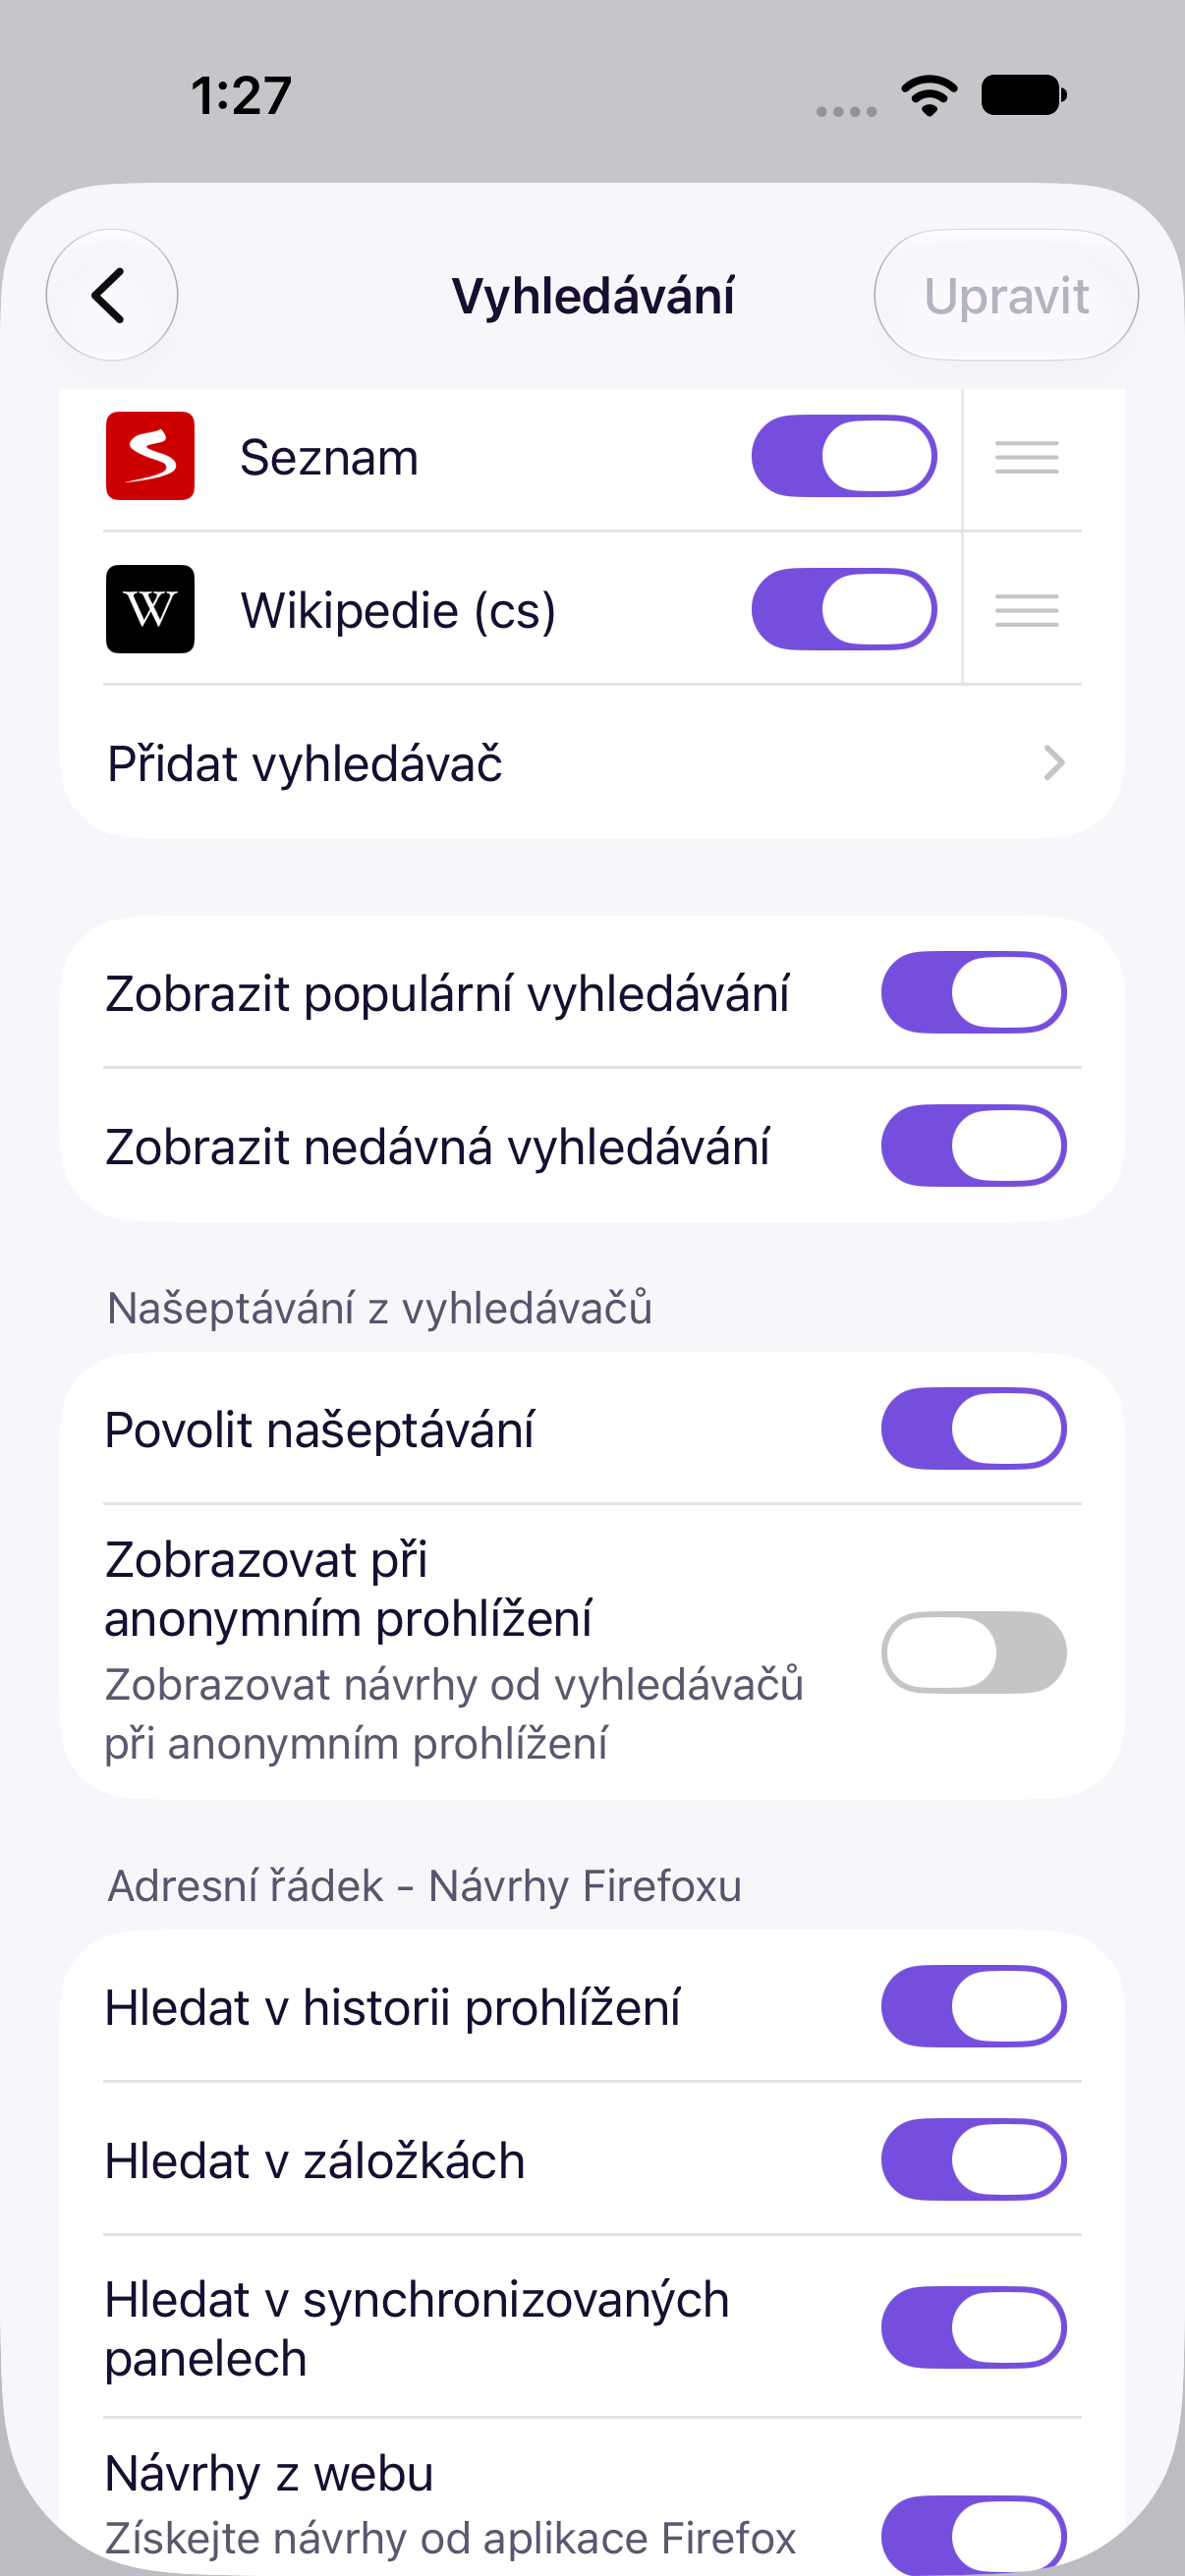 1:27
Vyhledávání
Upravit
Seznam
W
Wikipedie (cs)
Přidat vyhledávač
Zobrazit populární vyhledávání
Zobrazit nedávná vyhledávání
Našeptávání z vyhledávačů
Povolit našeptávání
Zobrazovat při
anonymním prohlížení
Zobrazovat návrhy od vyhledávačů
při anonymním prohlížení
Adresní řádek - Návrhy Firefoxu
Hledat v historii prohlížení
Hledat v záložkách
Hledat v synchronizovaných
panelech
Návrhy z webu
Získejte návrhy od aplikace Firefox